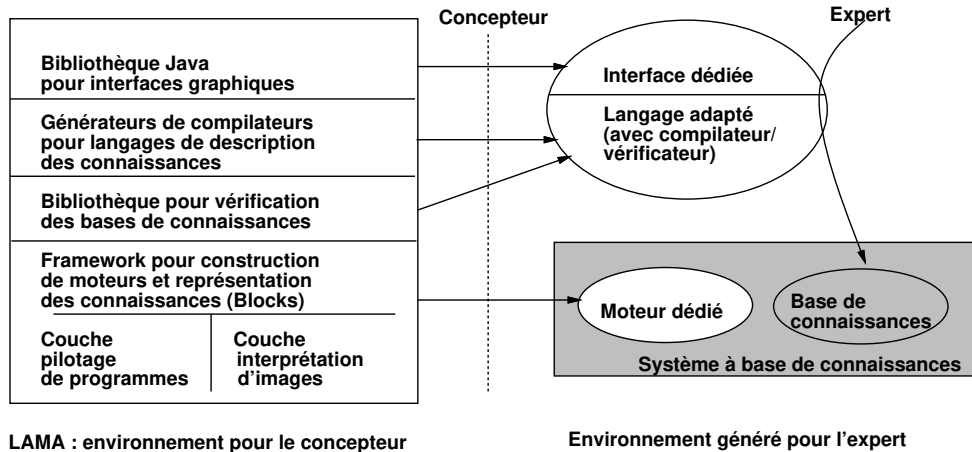 Concepteur
Expert
Bibliothèque Java
pour interfaces graphiques
Générateurs de compilateurs
pour langages de description
des connaissances
Bibliothèque pour vérification
des bases de connaissances
Framework pour construction
de moteurs et représentation
des connaissances (Blocks)
Couche
pilotage
de programmes
Couche
interprétation
d'images
Interface dédiée
Langage adapté
(avec compilateur/
vérificateur)
Moteur dédié
Base de
connaissances
Système à base de connaissances
LAMA : environnement pour le concepteur
Environnement généré pour l'expert